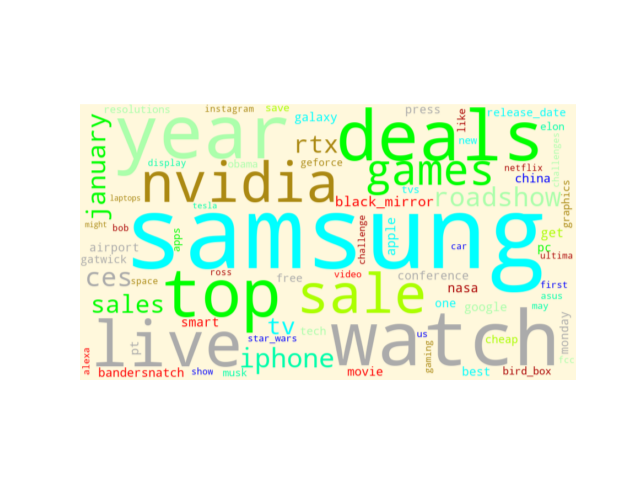 resolutions instagram save press like release_date
january year galaxy deals new elon
rtx
display obama geforce games netflix challenges
laptops nvidia tvs china graphics
tesla black_mirror roadshow
might bob apps samsung challenge apple get
airport car pc ultima
gatwick ross video conference
ces space top free sale nasa first
sales one google asus may
smart tv tech monday
live pt star_wars watch us cheap
iphone gaming fcc
alexa bandersnatch show musk movie best bird_box